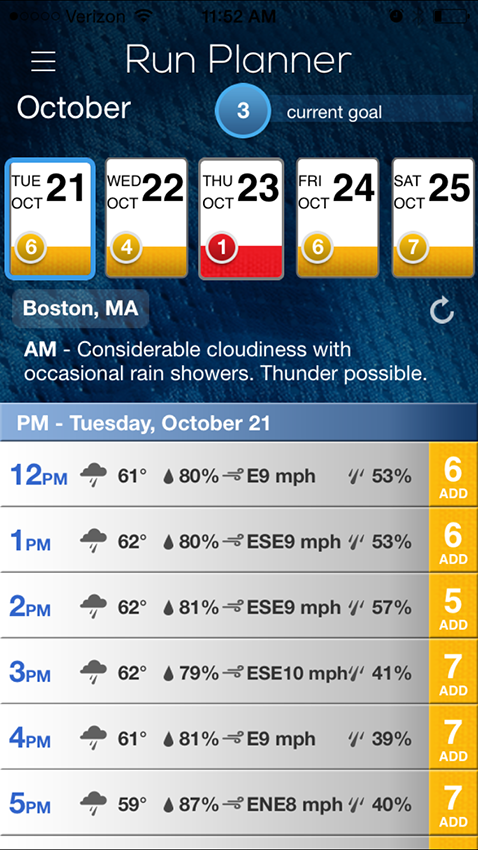 Verizon 11:52 AM
Run Planner
October 3 current goal
TUE OCT 21 6
WED OCT 22 4
THU OCT 23 1
FRI OCT 24 6
SAT OCT 25 7
Boston, MA
AM - Considerable cloudiness with
occasional rain showers. Thunder possible.
PM - Tuesday, October 21
12PM 61° 80% E9 mph 53% 6 ADD
1PM 62° 80% ESE9 mph 53% 6 ADD
2PM 62° 81% ESE9 mph 57% 5 ADD
3PM 62° 79% ESE10 mph 41% 7 ADD
4PM 61° 81% E9 mph 39% 7 ADD
5PM 59° 87% ENE8 mph 40% 7 ADD